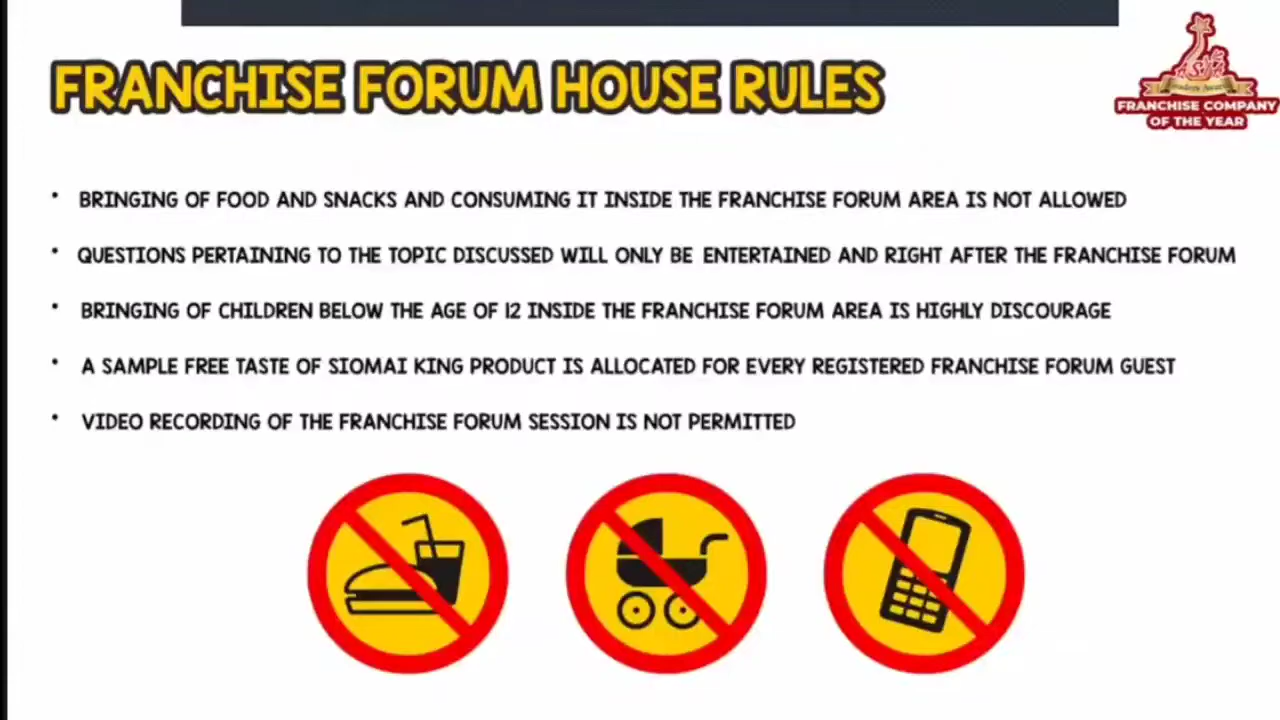 FRANCHISE FORUM HOUSE RULES
FRANCHISE COMPANY
OF THE YEAR
• BRINGING OF FOOD AND SNACKS AND CONSUMING IT INSIDE THE FRANCHISE FORUM AREA IS NOT ALLOWED
• QUESTIONS PERTAINING TO THE TOPIC DISCUSSED WILL ONLY BE ENTERTAINED AND RIGHT AFTER THE FRANCHISE FORUM
• BRINGING OF CHILDREN BELOW THE AGE OF 12 INSIDE THE FRANCHISE FORUM AREA IS HIGHLY DISCOURAGE
• A SAMPLE FREE TASTE OF SIOMAI KING PRODUCT IS ALLOCATED FOR EVERY REGISTERED FRANCHISE FORUM GUEST
• VIDEO RECORDING OF THE FRANCHISE FORUM SESSION IS NOT PERMITTED